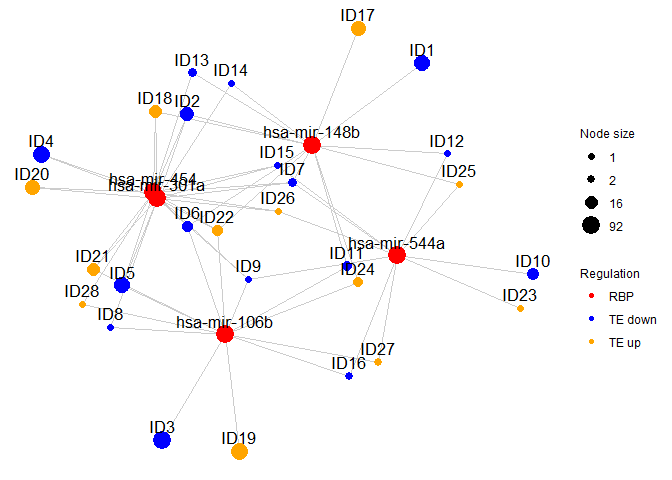 ID17
ID1
ID13
ID14
ID18
ID2
hsa-mir-148b
ID12
ID4
ID15
ID25
ID20
hsa-mir-454
ID7
hsa-mir-301a
ID26
ID6
ID22
hsa-mir-544a
ID21
ID11
ID10
ID5
ID9
ID24
ID28
ID23
ID8
hsa-mir-106b
ID27
ID16
ID3
ID19
Node size
1
2
16
92
Regulation
RBP
TE down
TE up